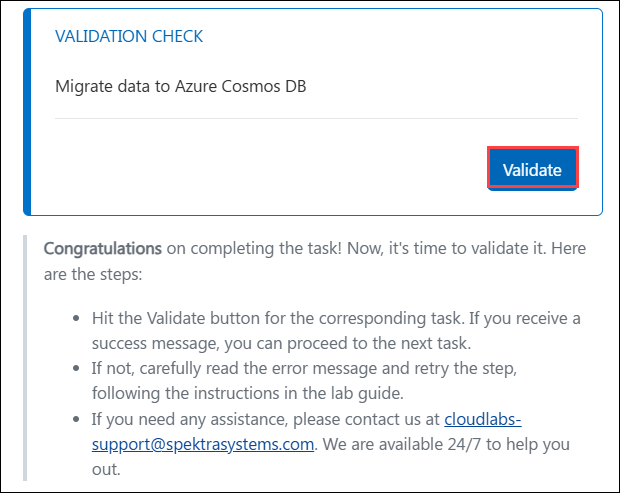 VALIDATION CHECK
Migrate data to Azure Cosmos DB
Validate
Congratulations on completing the task! Now, it's time to validate it. Here
are the steps:
• Hit the Validate button for the corresponding task. If you receive a
success message, you can proceed to the next task.
• If not, carefully read the error message and retry the step,
following the instructions in the lab guide.
• If you need any assistance, please contact us at cloudlabs-
support@spektrasystems.com. We are available 24/7 to help you
out.